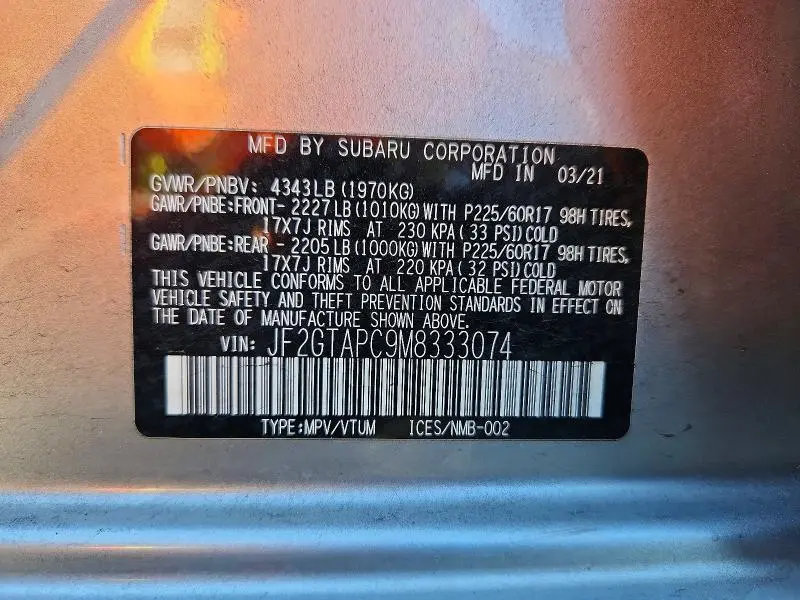 MFD BY SUBARU CORPORATION
MFD IN 03/21
GVWR/PNBV: 4343LB (1970KG)
GAWR/PNBE:FRONT- 2227LB (1010KG) WITH P225/60R17 98H TIRES,
17X7J RIMS AT 230 KPA ( 33 PSI) COLD
GAWR/PNBE:REAR - 2205LB (1000KG) WITH P225/60R17 98H TIRES,
17X7J RIMS AT 220 KPA ( 32 PSI) COLD
THIS VEHICLE CONFORMS TO ALL APPLICABLE FEDERAL MOTOR
VEHICLE SAFETY AND THEFT PREVENTION STANDARDS IN EFFECT ON
THE DATE OF MANUFACTURE SHOWN ABOVE.
VIN: JF2GTAPC9M8333074
TYPE:MPV/VTUM ICES/NMB-002